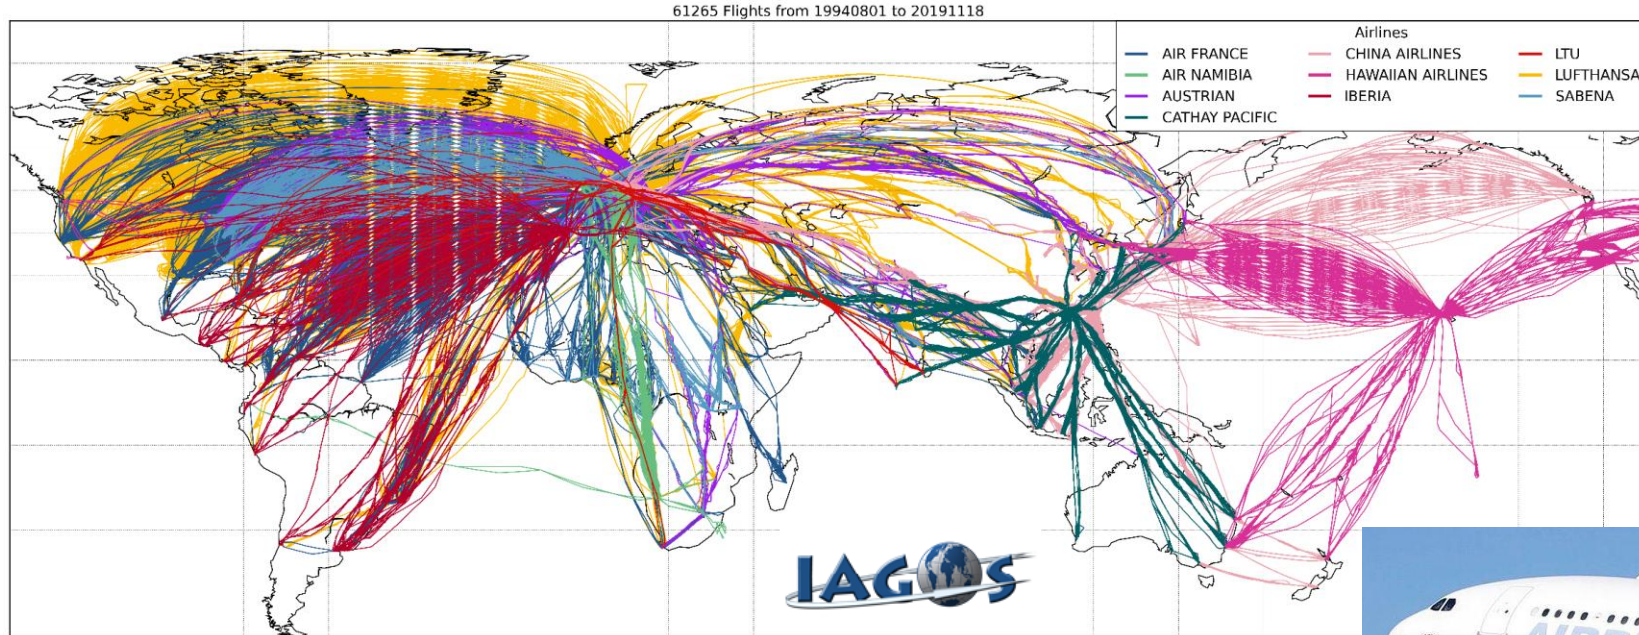 61265 Flights from 19940801 to 20191118
Airlines
AIR FRANCE
AIR NAMIBIA
AUSTRIAN
CATHAY PACIFIC
CHINA AIRLINES
HAWAIIAN AIRLINES
IBERIA
LTU
LUFTHANSA
SABENA
IAGOS